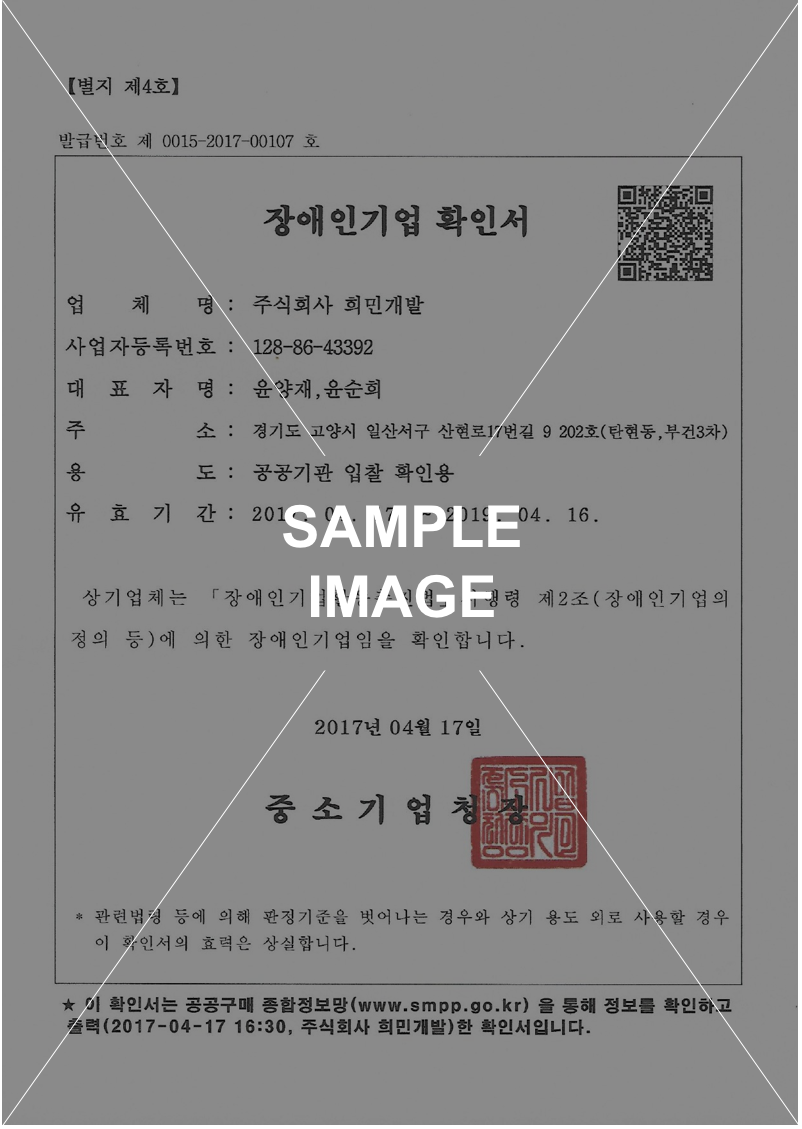 【별지 제4호】
발급번호 제 0015-2017-00107 호
장애인기업 확인서
업 체 명 : 주식회사 희민개발
사업자등록번호 : 128-86-43392
대 표 자 명 : 윤양재,윤순희
주 소 : 경기도 고양시 일산서구 산현로17번길 9 202호(탄현동,부건3차)
용 도 : 공공기관 입찰 확인용
유 효 기 간 : 2017. ~ 2019. 04. 16.
SAMPLE
IMAGE
상기업체는 「장애인기 시행령 제2조(장애인기업의
정의 등)에 의한 장애인기업임을 확인합니다.
2017년 04월 17일
중소기업청장
* 관련법령 등에 의해 판정기준을 벗어나는 경우와 상기 용도 외로 사용할 경우
이 확인서의 효력은 상실합니다.
★ 이 확인서는 공공구매 종합정보망(www.smpp.go.kr) 을 통해 정보를 확인하고
출력(2017-04-17 16:30, 주식회사 희민개발)한 확인서입니다.